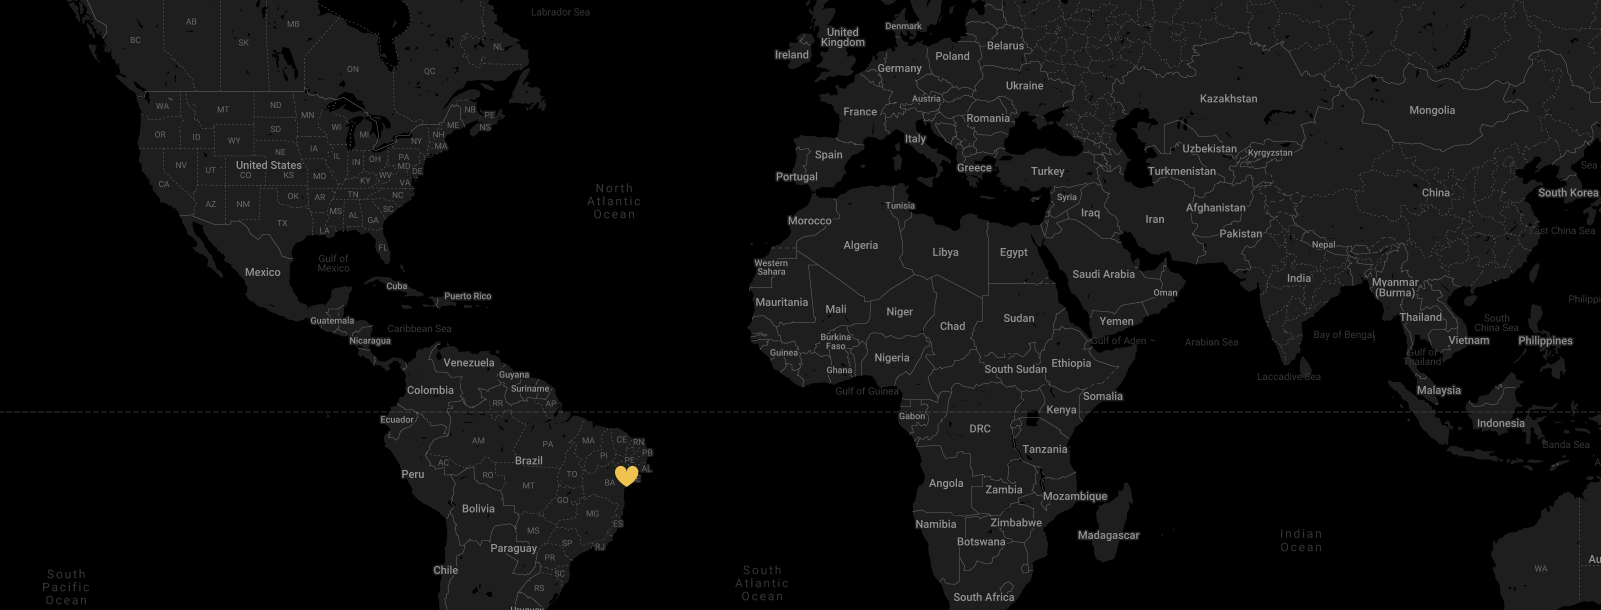 Labrador Sea
AB
MB
BC
SK
NL
ON
QC
WA
MT
ND
MN
NB
PE
NS
ME
OR
ID
WY
SD
WI
MI
NY
NH
MA
NV
UT
United States
CO
NE
KS
IA
IL
IN
OH
PA
MD
DE
MO
KY
WV
VA
CA
AZ
NM
OK
AR
TN
NC
SC
TX
MS
AL
GA
LA
FL
Mexico
Gulf of
Mexico
Cuba
Puerto Rico
Guatemala
Caribbean Sea
Nicaragua
North
Atlantic
Ocean
Venezuela
Guyana
Suriname
Colombia
RR
AP
Ecuador
AM
PA
MA
CE
RN
PB
PI
PE
AL
Brazil
AC
Peru
RO
TO
BA
MT
Bolivia
GO
MG
ES
MS
SP
RJ
Paraguay
PR
SC
Chile
RS
Uruguay
South
Pacific
Ocean
South
Atlantic
Ocean
United
Kingdom
Denmark
Ireland
Belarus
Poland
Germany
Ukraine
Austria
France
Romania
Italy
Spain
Portugal
Greece
Turkey
Kazakhstan
Mongolia
Uzbekistan
Kyrgyzstan
Turkmenistan
China
South Korea
Sea
East China Sea
Syria
Iraq
Iran
Afghanistan
Pakistan
Nepal
India
Tunisia
Morocco
Algeria
Libya
Egypt
Western
Sahara
Saudi Arabia
Oman
Yemen
Mauritania
Mali
Niger
Chad
Sudan
Burkina
Faso
Guinea
Ghana
Nigeria
South Sudan
Ethiopia
Gulf of Aden
Arabian Sea
Bay of Bengal
Laccadive Sea
Myanmar
(Burma)
Thailand
Vietnam
Gulf of
Thailand
South
China Sea
Philippines
Philippi
Malaysia
Indonesia
Banda Sea
Gulf of Guinea
Somalia
Gabon
Kenya
DRC
Tanzania
Angola
Zambia
Mozambique
Namibia
Zimbabwe
Madagascar
Botswana
South Africa
Indian
Ocean
WA
Au